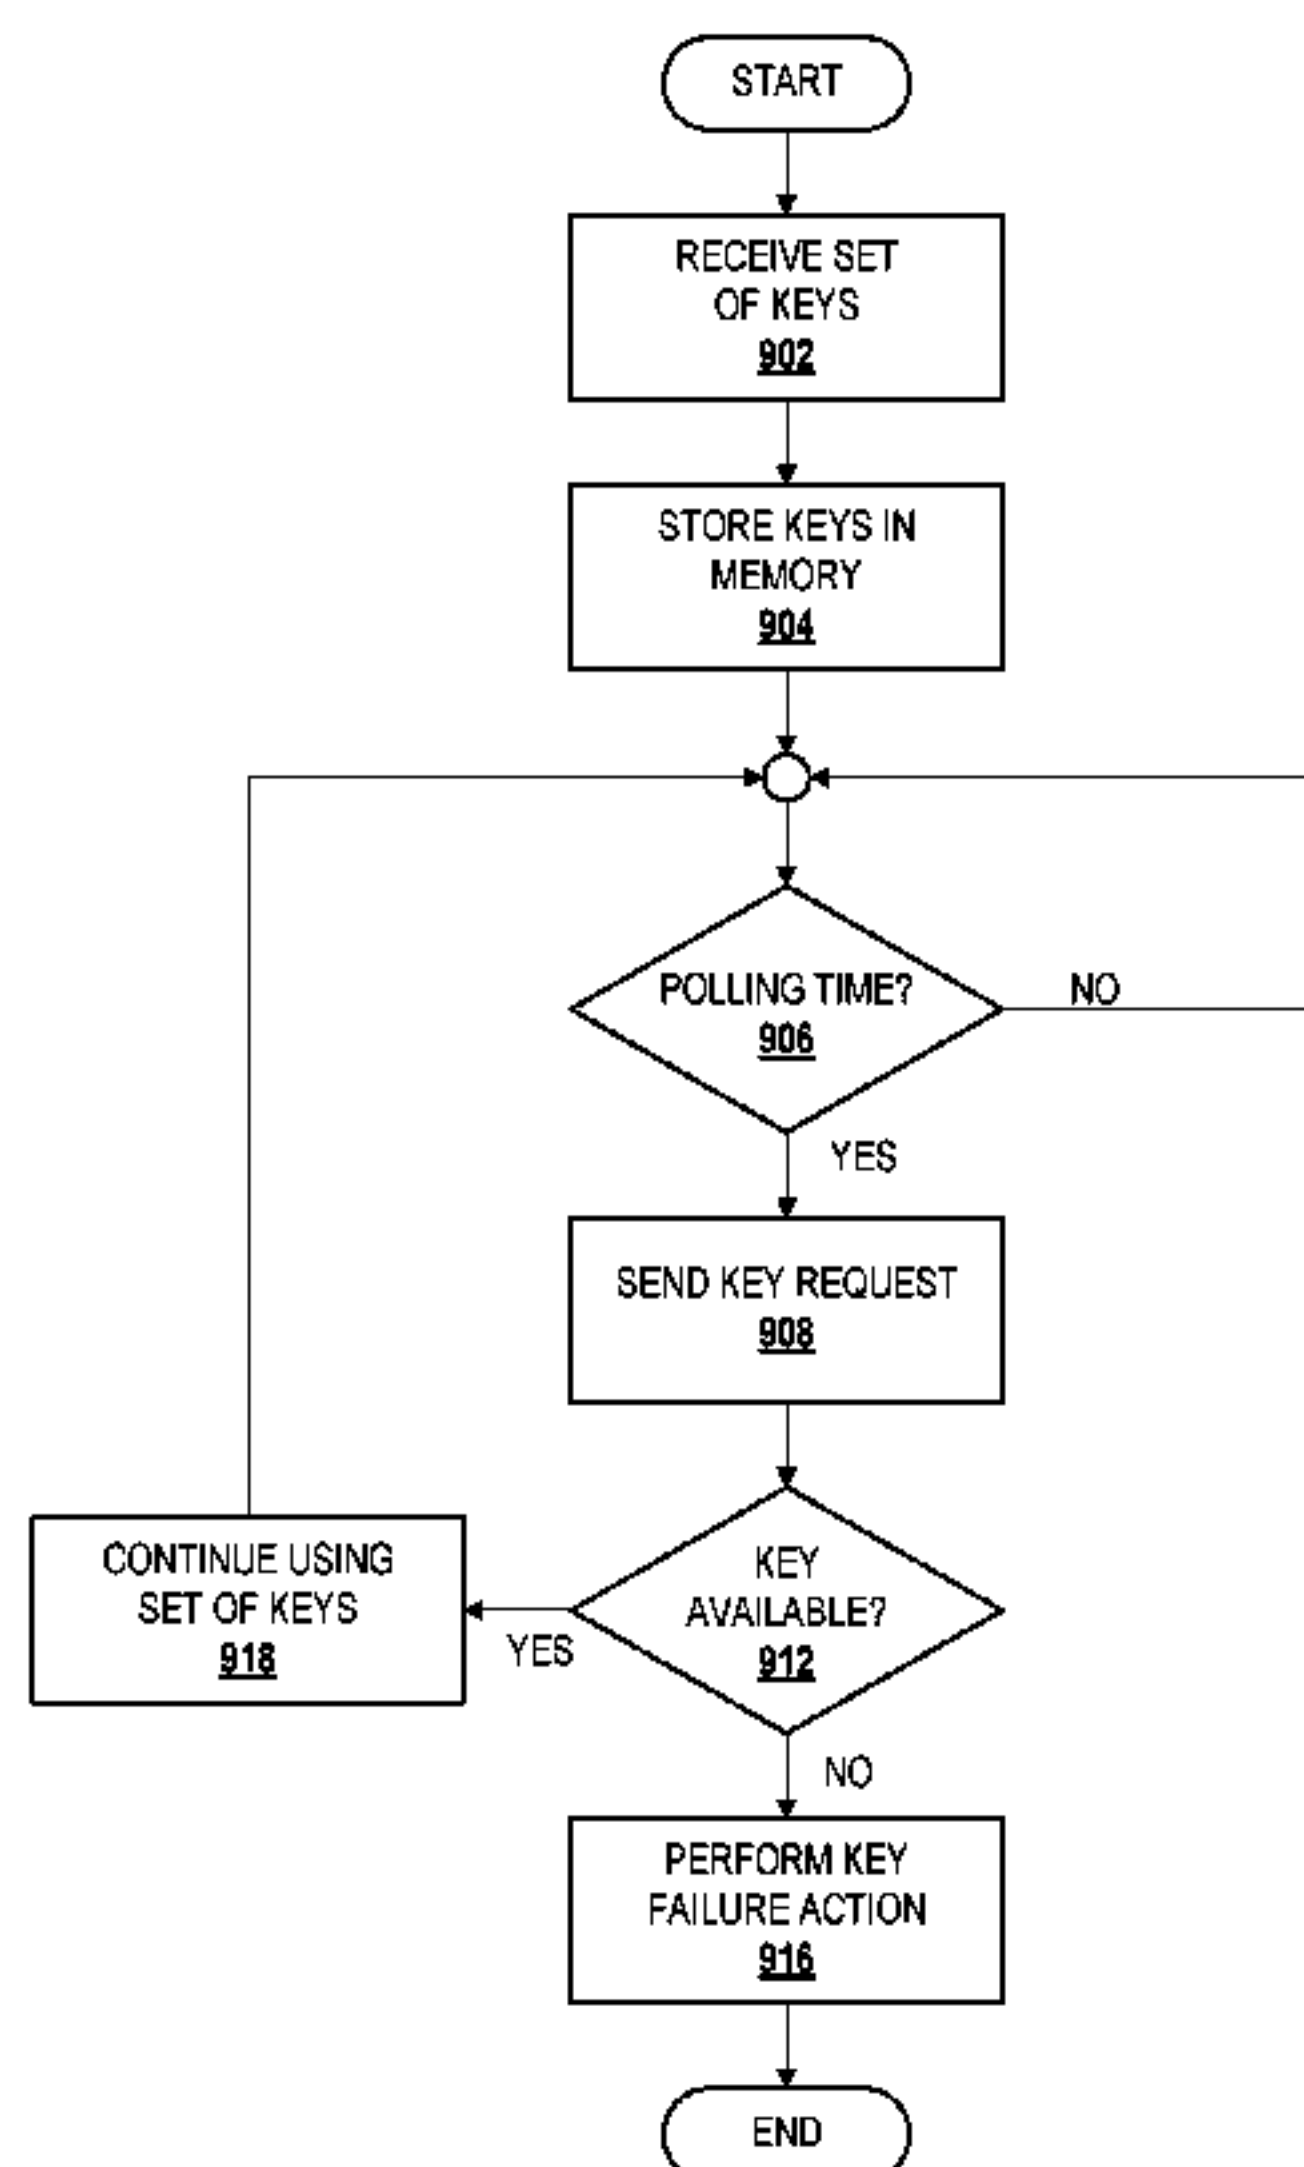 START
RECEIVE SET
OF KEYS
902
STORE KEYS IN
MEMORY
904
POLLING TIME?
906
NO
YES
SEND KEY REQUEST
908
KEY
AVAILABLE?
912
YES
CONTINUE USING
SET OF KEYS
918
NO
PERFORM KEY
FAILURE ACTION
916
END